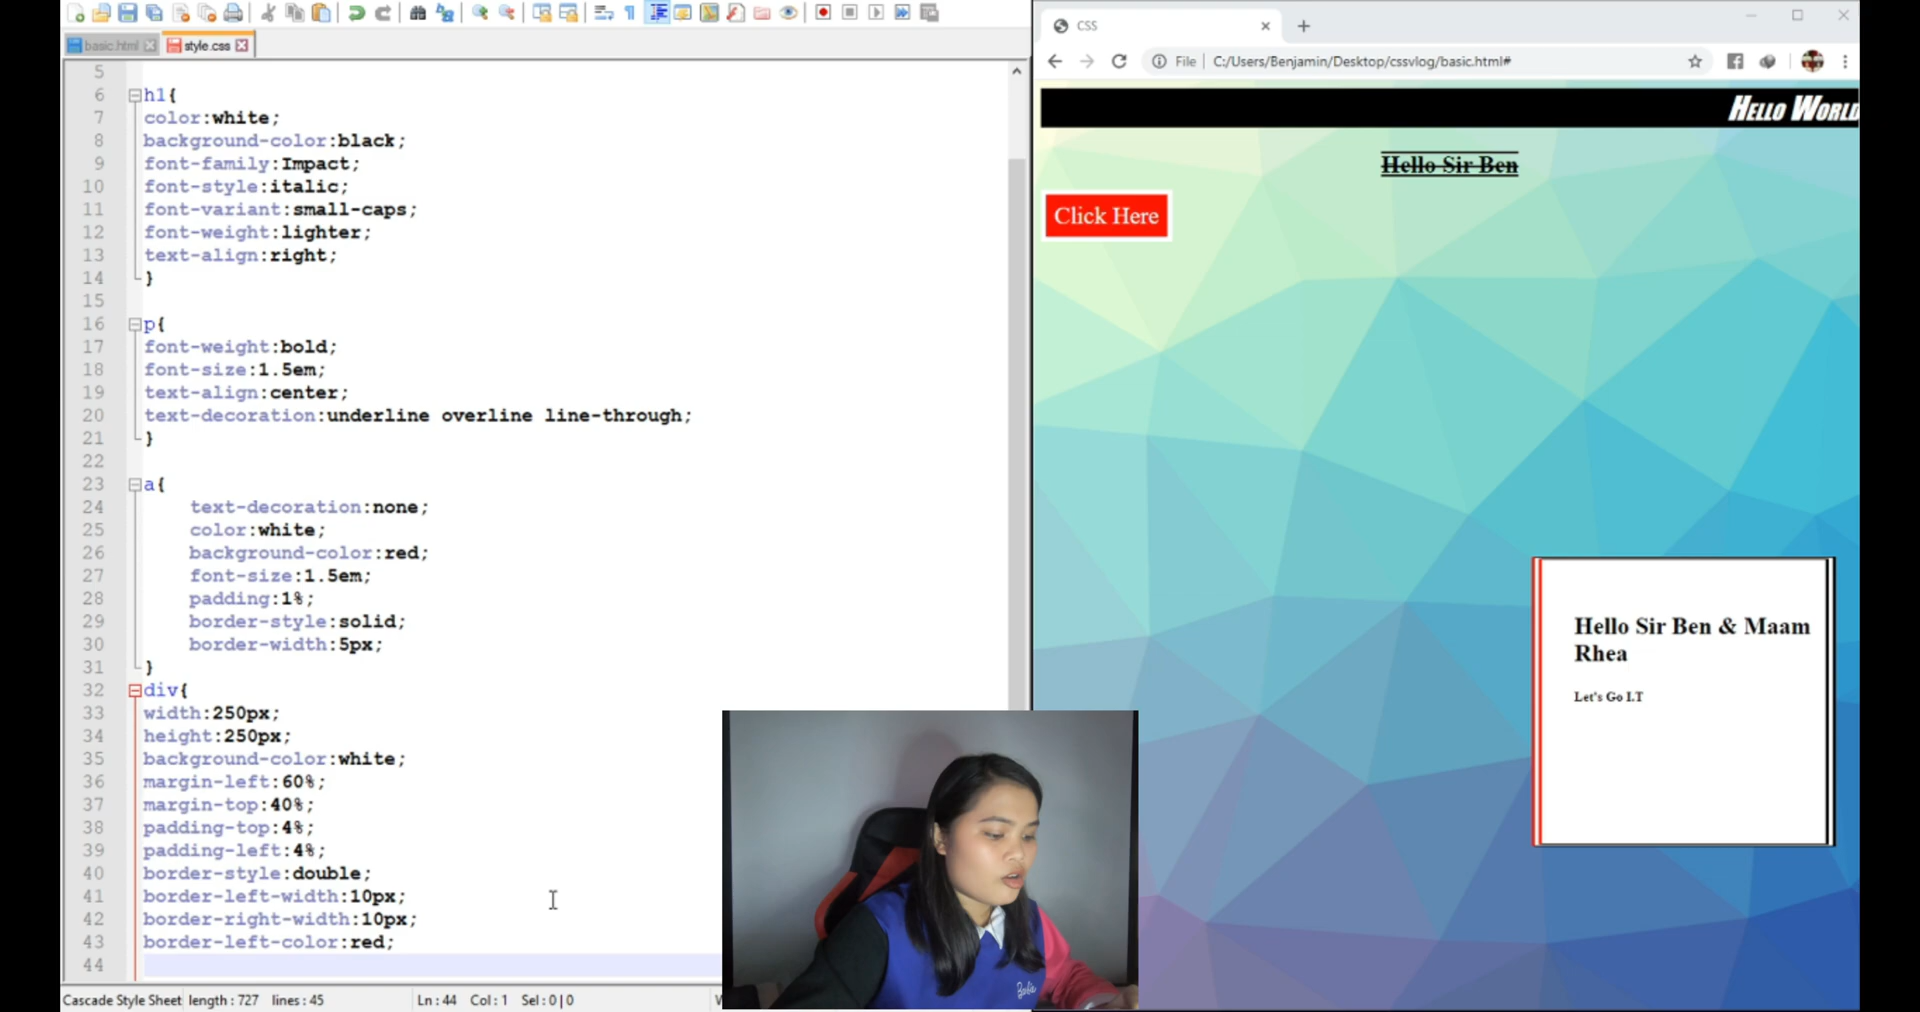 basic.html
style.css
5
6 h1{
7 color:white;
8 background-color:black;
9 font-family:Impact;
10 font-style:italic;
11 font-variant:small-caps;
12 font-weight:lighter;
13 text-align:right;
14 }
15
16 p{
17 font-weight:bold;
18 font-size:1.5em;
19 text-align:center;
20 text-decoration:underline overline line-through;
21 }
22
23 a{
24 text-decoration:none;
25 color:white;
26 background-color:red;
27 font-size:1.5em;
28 padding:1%;
29 border-style:solid;
30 border-width:5px;
31 }
32 div{
33 width:250px;
34 height:250px;
35 background-color:white;
36 margin-left:60%;
37 margin-top:40%;
38 padding-top:4%;
39 padding-left:4%;
40 border-style:double;
41 border-left-width:10px;
42 border-right-width:10px;
43 border-left-color:red;
44
Cascade Style Sheet length : 727 lines : 45 Ln : 44 Col : 1 Sel : 0 | 0
CSS
File C:/Users/Benjamin/Desktop/cssvlog/basic.html#
Hello World
Hello Sir Ben
Click Here
Hello Sir Ben & Maam
Rhea
Let's Go I.T